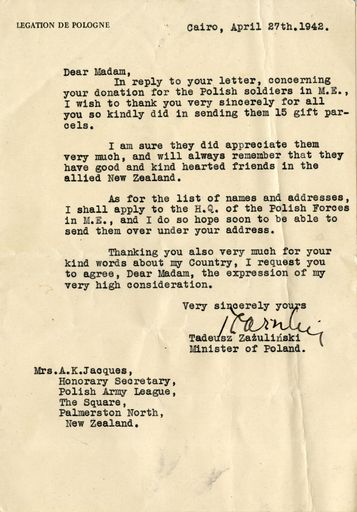 LEGATION DE POLOGNE
Cairo, April 27th.1942.
Dear Madam,
In reply to your letter, concerning
your donation for the Polish soldiers in M.E.,
I wish to thank you very sincerely for all
you so kindly did in sending them 15 gift par-
cels.
I am sure they did appreciate them
very much, and will always remember that they
have good and kind hearted friends in the
allied New Zealand.
As for the list of names and addresses,
I shall apply to the H.Q. of the Polish Forces
in M.E., and I do so hope soon to be able to
send them over under your address.
Thanking you also very much for your
kind words about my Country, I request you
to agree, Dear Madam, the expression of my
very high consideration.
Very sincerely yours
Tadeusz Zażuliński
Minister of Poland.
Mrs.A.K.Jacques,
Honorary Secretary,
Polish Army League,
The Square,
Palmerston North,
New Zealand.